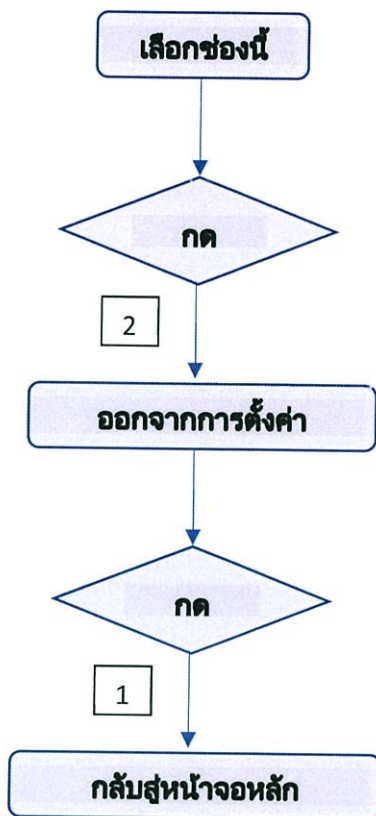 เลือกช่องนี้
กด
2
ออกจากการตั้งค่า
กด
1
กลับสู่หน้าจอหลัก